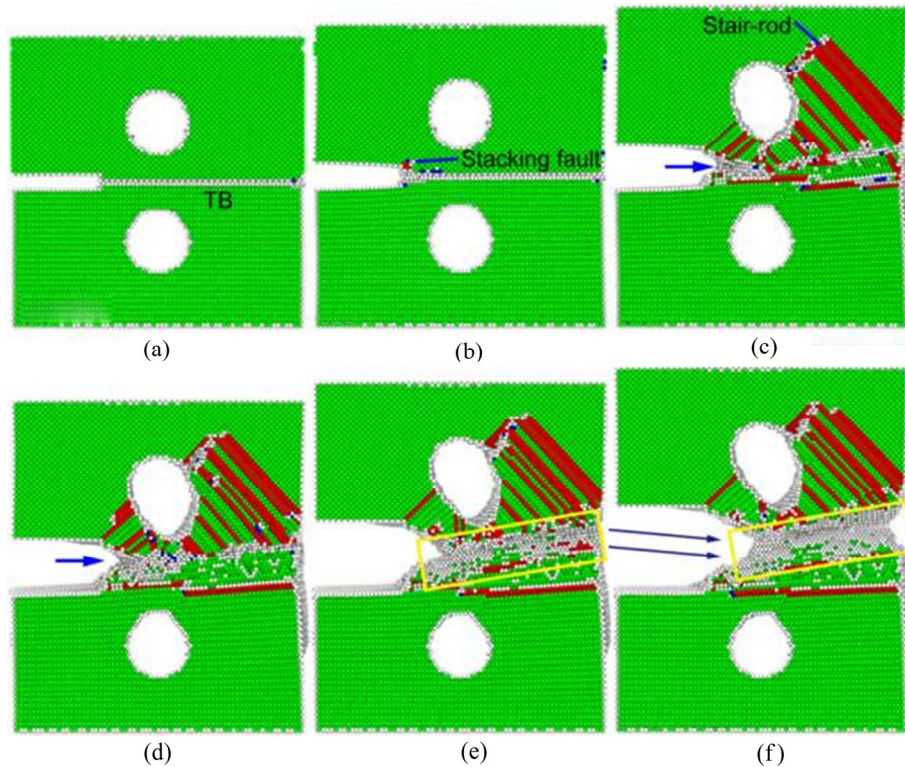 Stair-rod
Stacking fault
TB
(a)
(b)
(c)
(d)
(e)
(f)